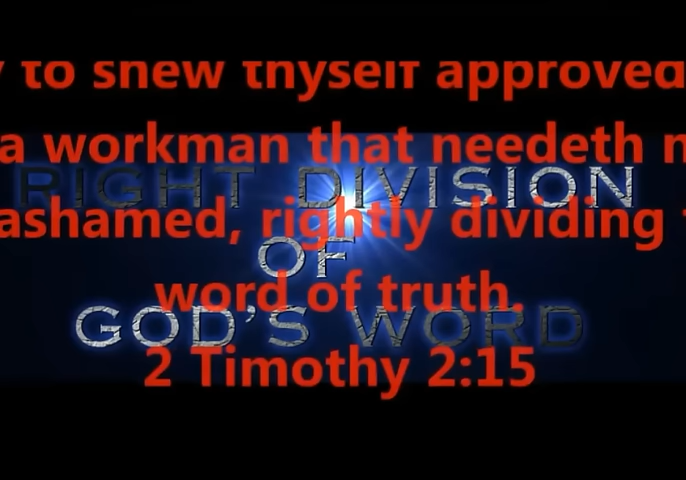 to shew thyself approved
a workman that needeth
RIGHT DIVISION
ashamed, rightly dividing
OF
word of truth.
GOD'S WORD
2 Timothy 2:15